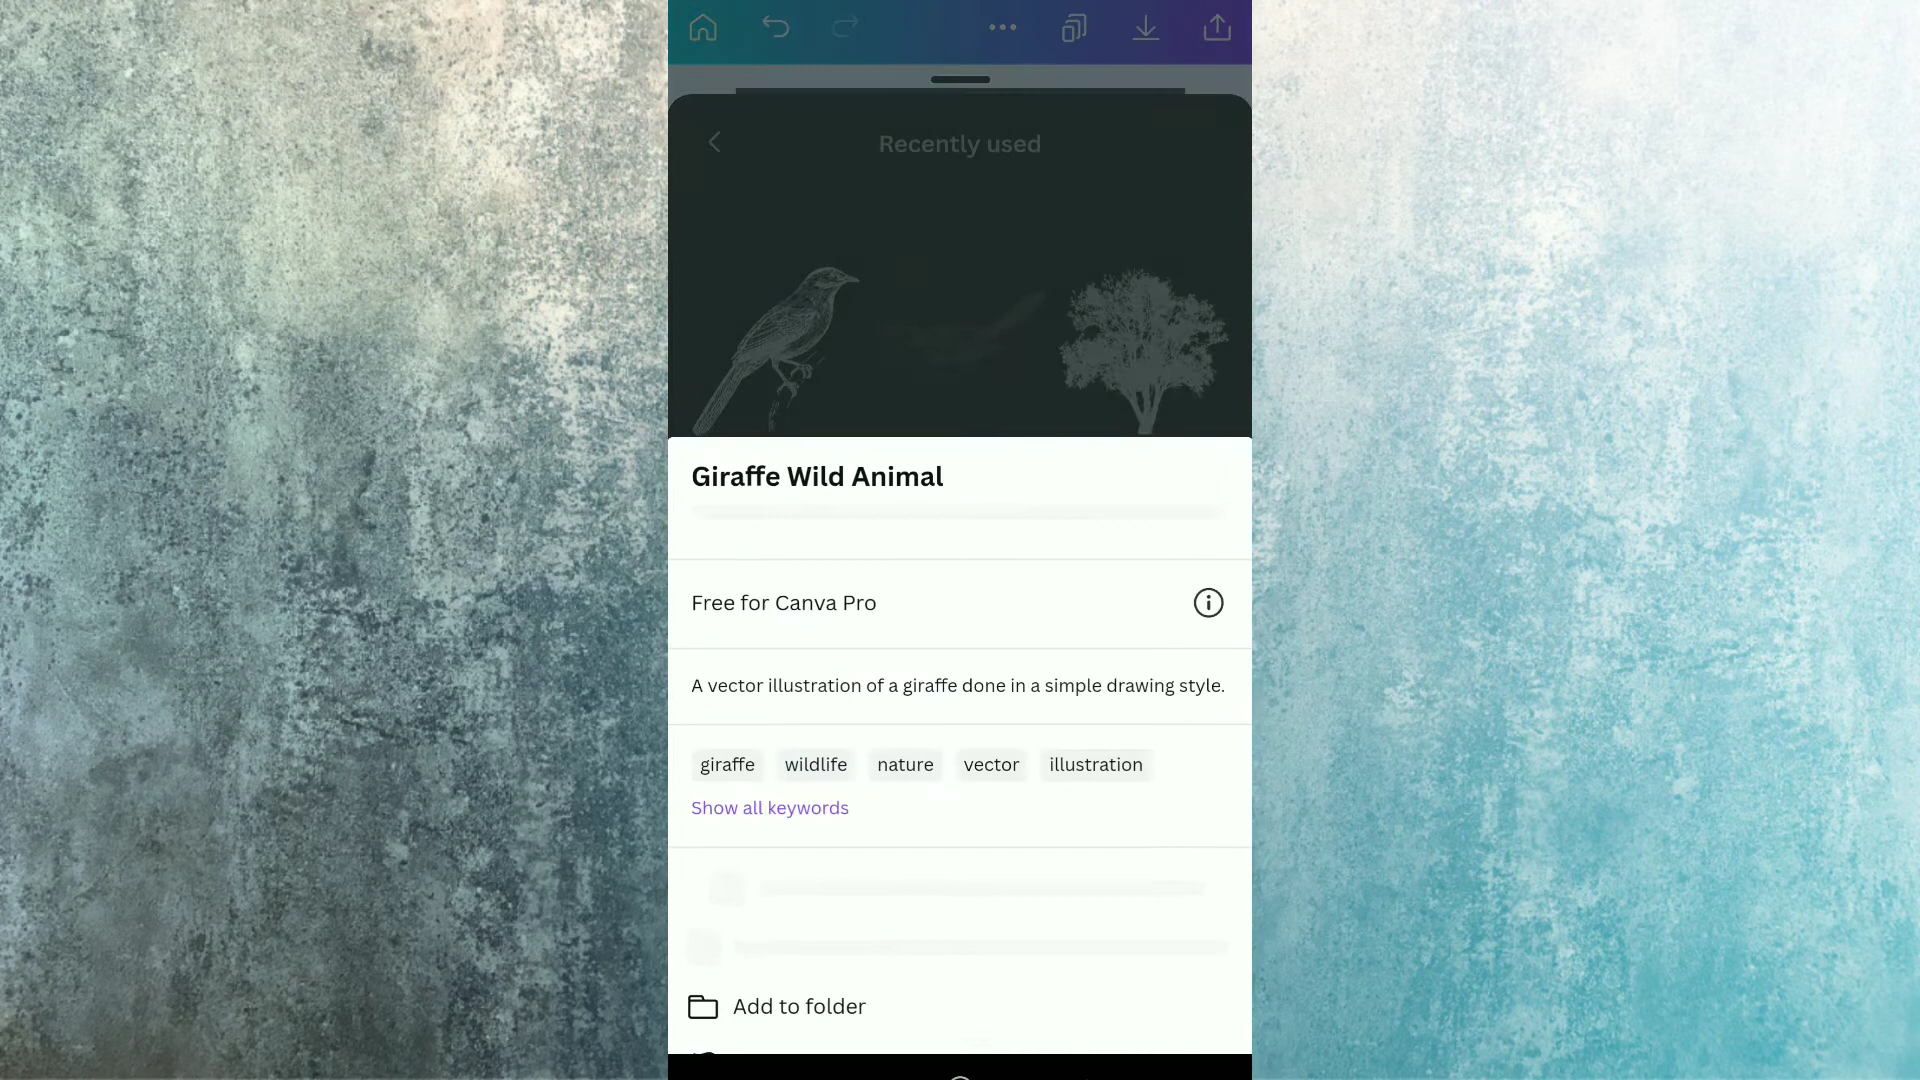 Recently used
Giraffe Wild Animal
Free for Canva Pro
A vector illustration of a giraffe done in a simple drawing style.
giraffe wildlife nature vector illustration
Show all keywords
Add to folder